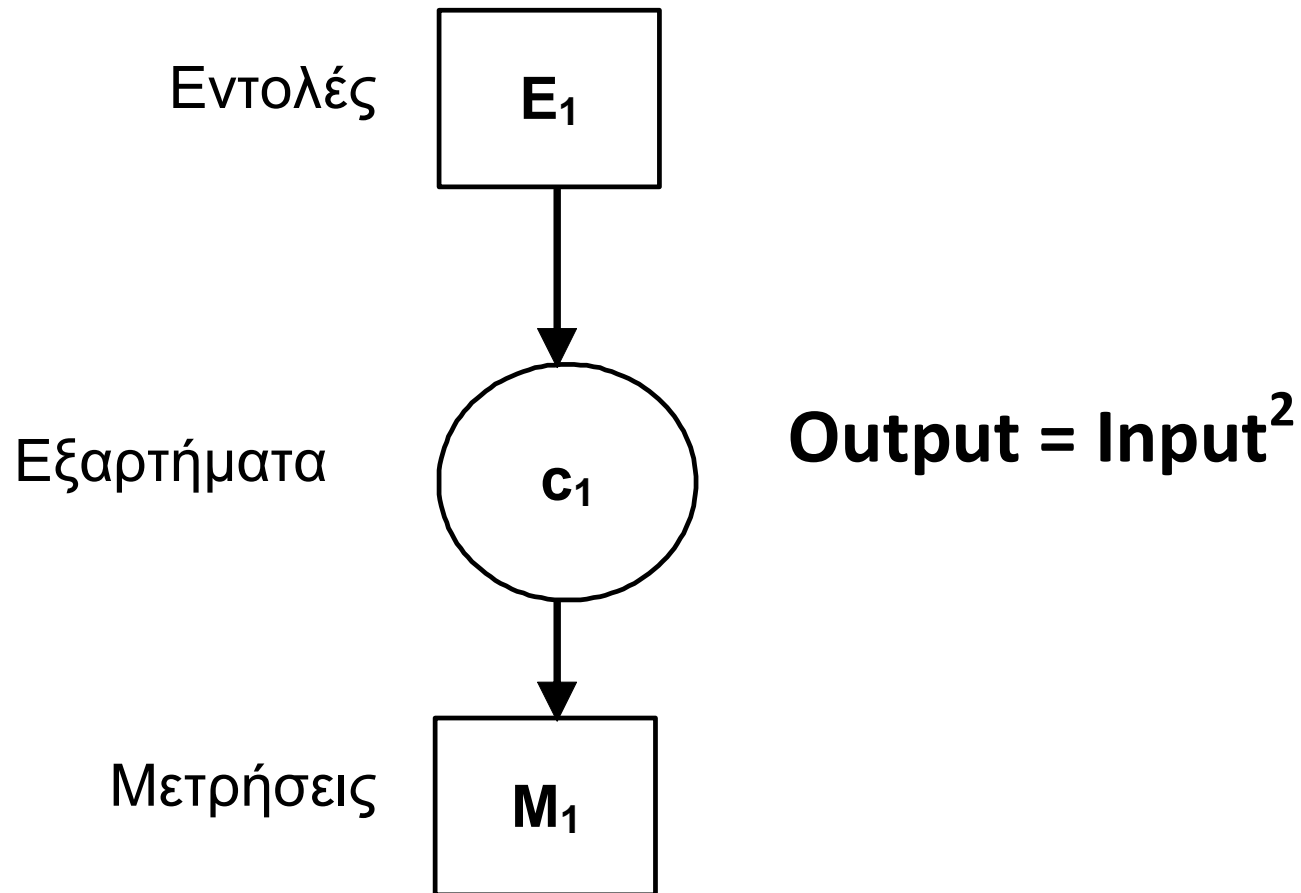 Εντολές
E₁
Εξαρτήματα
c₁
Output = Input²
Μετρήσεις
M₁